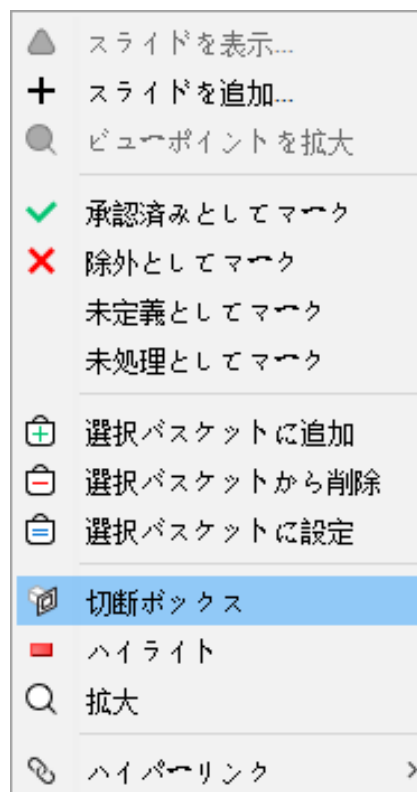 スライドを表示...
スライドを追加...
ビューポイントを拡大
承認済みとしてマーク
除外としてマーク
未定義としてマーク
未処理としてマーク
選択バスケットに追加
選択バスケットから削除
選択バスケットに設定
切断ボックス
ハイライト
拡大
ハイパーリンク